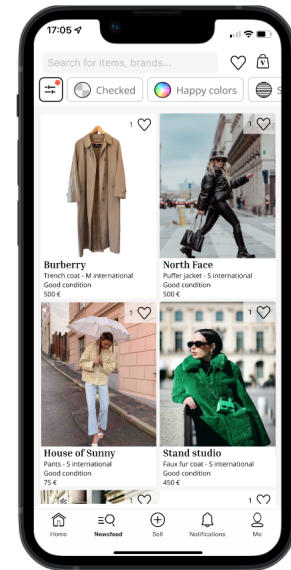 17:05
Search for items, brands...
Checked
Happy colors
1
1
Burberry
Trench coat - M international
Good condition
500 €
North Face
Puffer jacket - S international
Good condition
500 €
1
1
House of Sunny
Pants - S international
Good condition
75 €
Stand studio
Faux fur coat - S international
Good condition
450 €
1
1
Home
Newsfeed
Sell
Notifications
Me